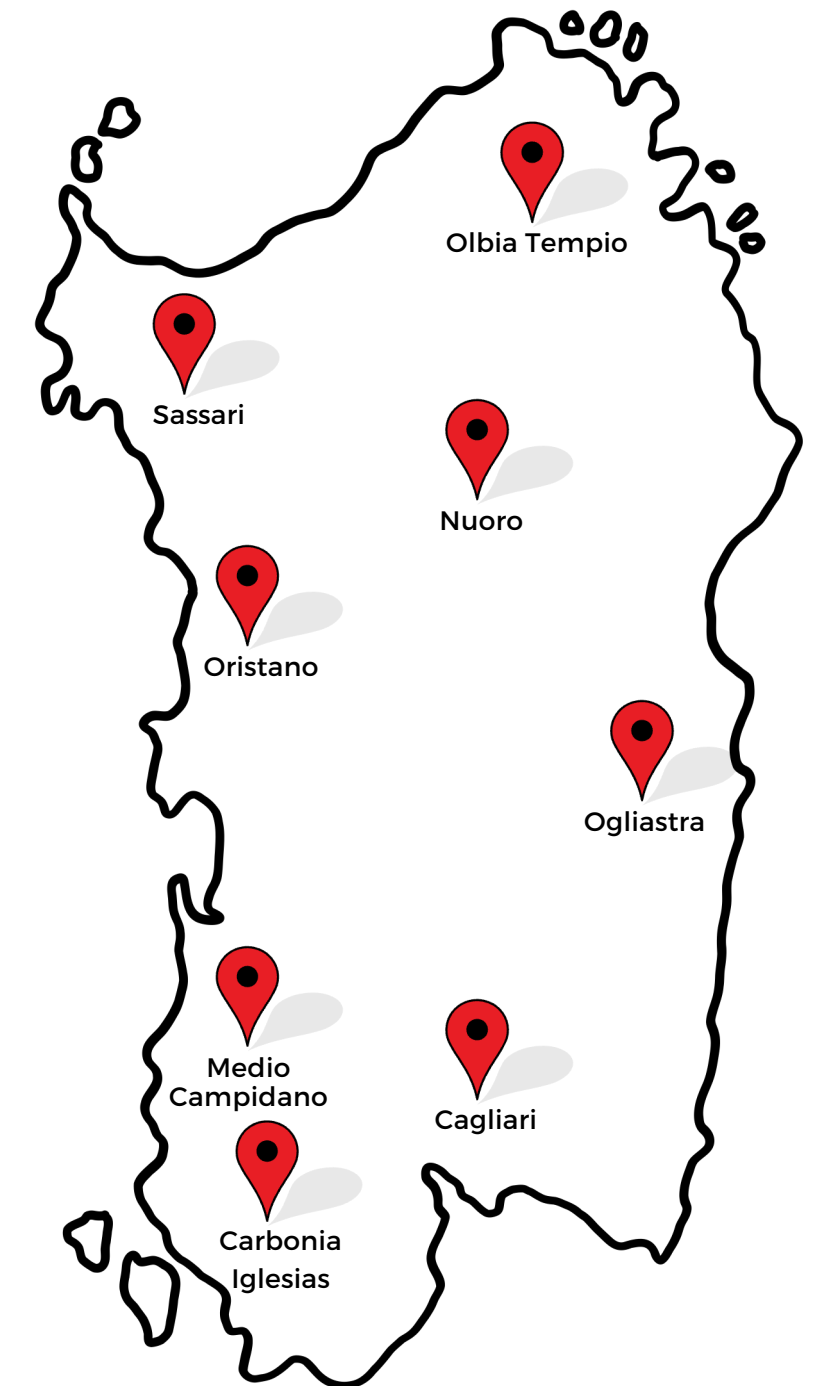 Olbia Tempio
Sassari
Nuoro
Oristano
Ogliastra
Medio
Campidano
Cagliari
Carbonia
Iglesias